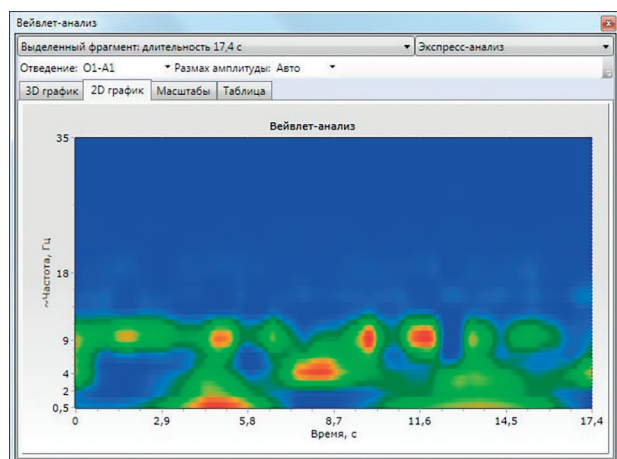 Вейвлет-анализ
Выделенный фрагмент: длительность 17,4 с Экспресс-анализ
Отведение: O1-A1 Размах амплитуды: Авто
3D график 2D график Масштабы Таблица
Вейвлет-анализ
35
18
9
4
2
0,5
~Частота, Гц
0 2,9 5,8 8,7 11,6 14,5 17,4
Время, с